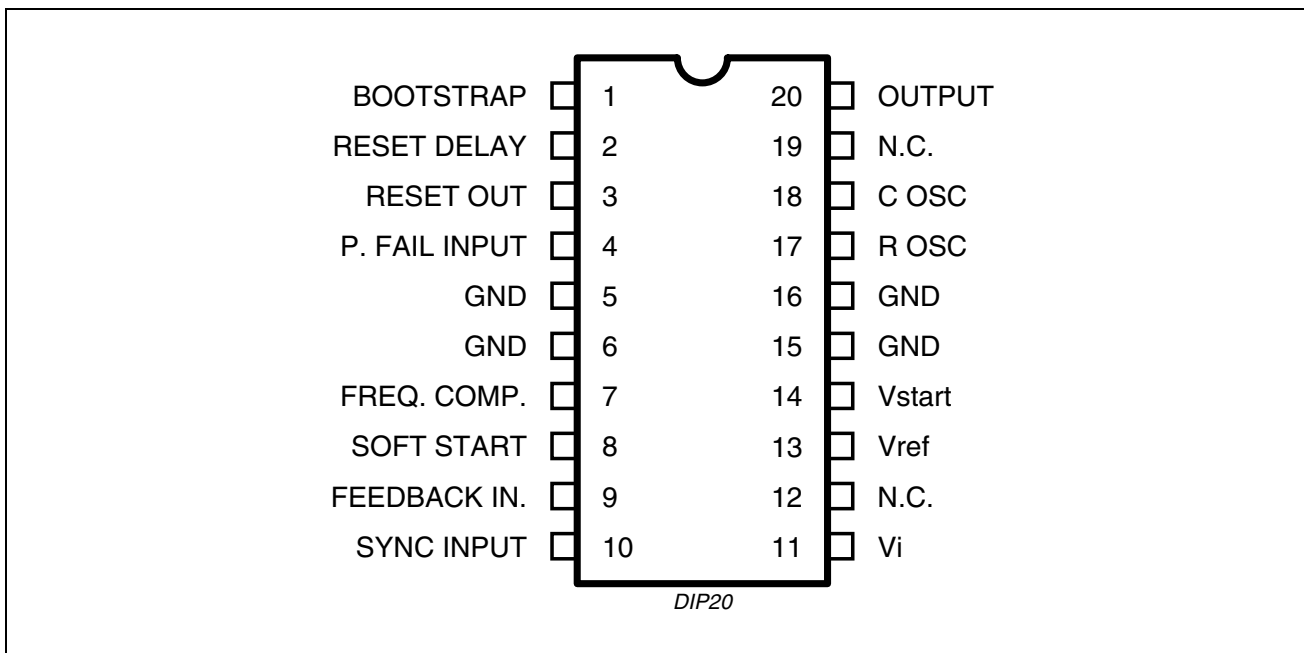 BOOTSTRAP 1 20 OUTPUT
RESET DELAY 2 19 N.C.
RESET OUT 3 18 C OSC
P. FAIL INPUT 4 17 R OSC
GND 5 16 GND
GND 6 15 GND
FREQ. COMP. 7 14 Vstart
SOFT START 8 13 Vref
FEEDBACK IN. 9 12 N.C.
SYNC INPUT 10 11 Vi
DIP20